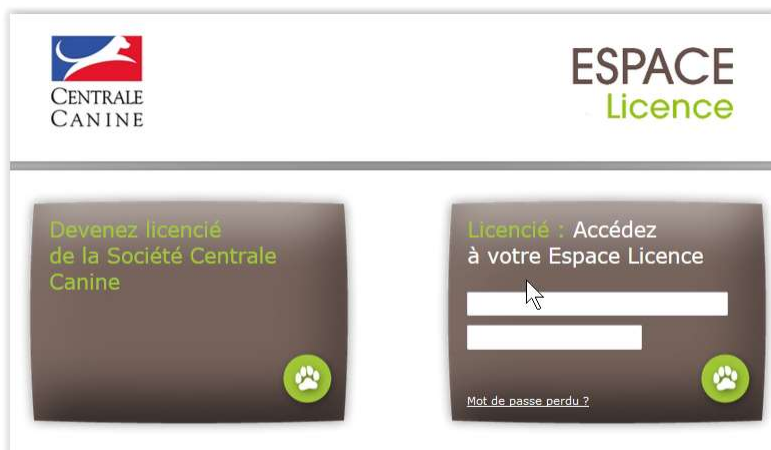 CENTRALE
CANINE
ESPACE
Licence
Devenez licencié
de la Société Centrale
Canine
Licencié : Accédez
à votre Espace Licence
Mot de passe perdu ?